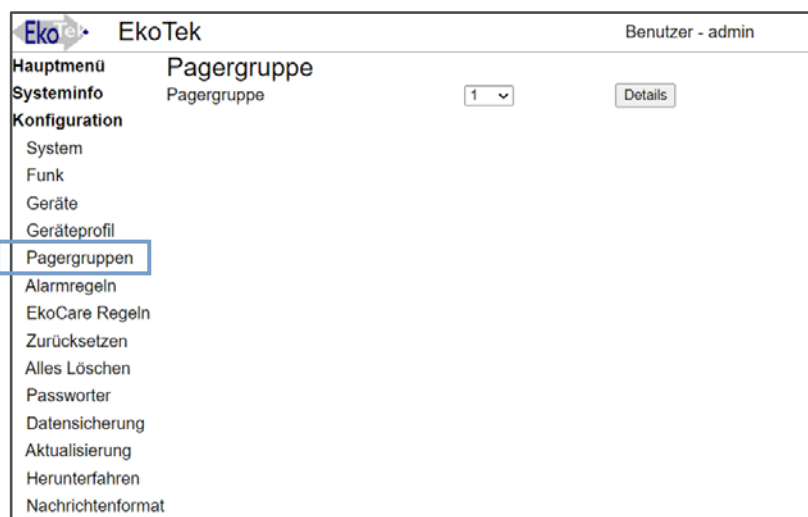 EkoTek EkoTek Benutzer - admin
Hauptmenü Pagergruppe
Systeminfo Pagergruppe 1 Details
Konfiguration
System
Funk
Geräte
Geräteprofil
Pagergruppen
Alarmregeln
EkoCare Regeln
Zurücksetzen
Alles Löschen
Passworter
Datensicherung
Aktualisierung
Herunterfahren
Nachrichtenformat